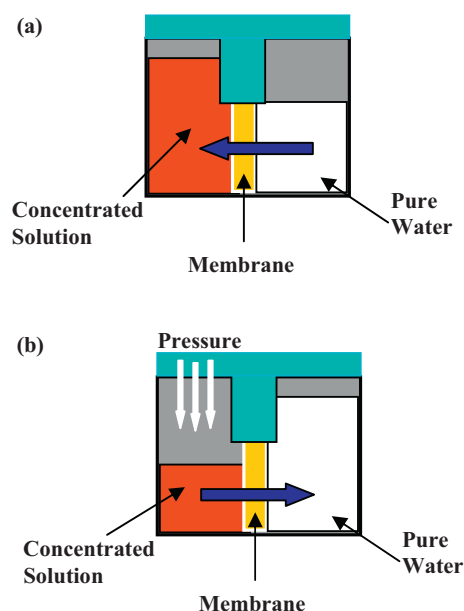 (a)
Concentrated
Solution
Membrane
Pure
Water
(b)
Pressure
Concentrated
Solution
Membrane
Pure
Water